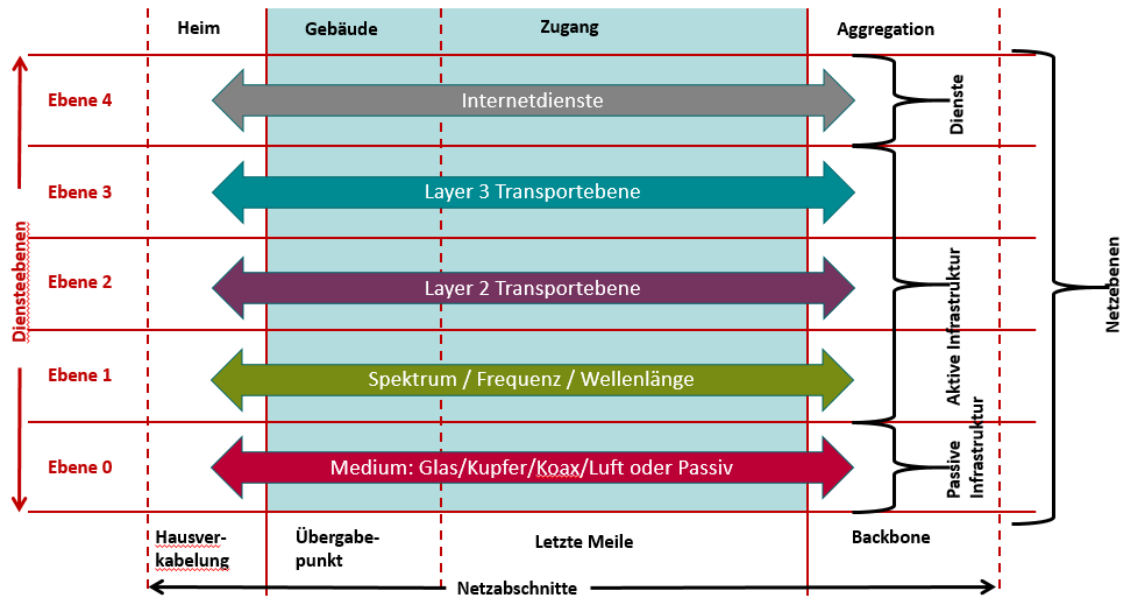 Heim
Gebäude
Zugang
Aggregation
Ebene 4
Internetdienste
Dienste
Ebene 3
Layer 3 Transportebene
Ebene 2
Layer 2 Transportebene
Ebene 1
Spektrum / Frequenz / Wellenlänge
Aktive Infrastruktur
Ebene 0
Medium: Glas/Kupfer/Koax/Luft oder Passiv
Passive
Infrastruktur
Diensteebenen
Netzebenen
Hausver-
kabelung
Übergabe-
punkt
Letzte Meile
Backbone
Netzabschnitte